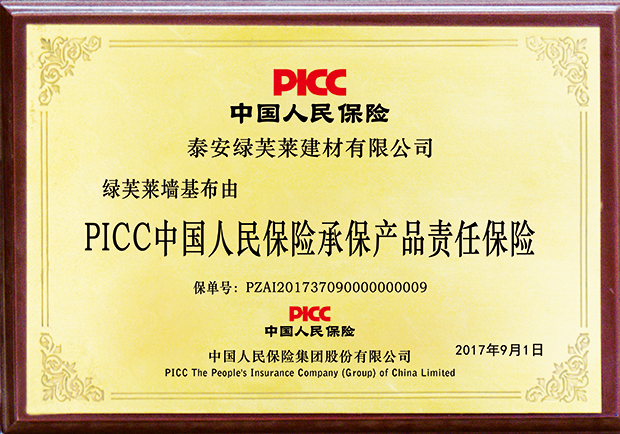 PICC
中国人民保险
泰安绿芙莱建材有限公司
绿芙莱墙基布由
PICC中国人民保险承保产品责任保险
保单号：PZAI201737090000000009
PICC
中国人民保险
中国人民保险集团股份有限公司
2017年9月1日
PICC The People's Insurance Company (Group) of China Limited